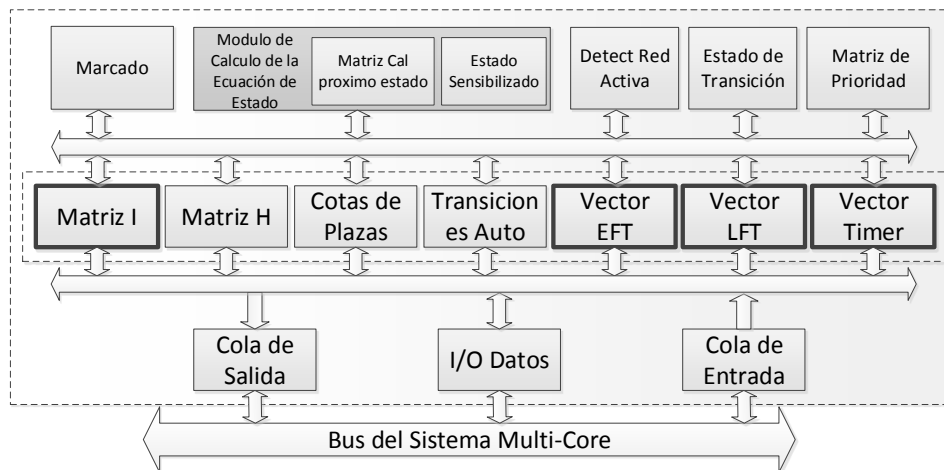 Marcado
Modulo de
Calculo de la
Ecuación de
Estado
Matriz Cal
proximo estado
Estado
Sensibilizado
Detect Red
Activa
Estado de
Transición
Matriz de
Prioridad
Matriz I
Matriz H
Cotas de
Plazas
Transicion
es Auto
Vector
EFT
Vector
LFT
Vector
Timer
Cola de
Salida
I/O Datos
Cola de
Entrada
Bus del Sistema Multi-Core